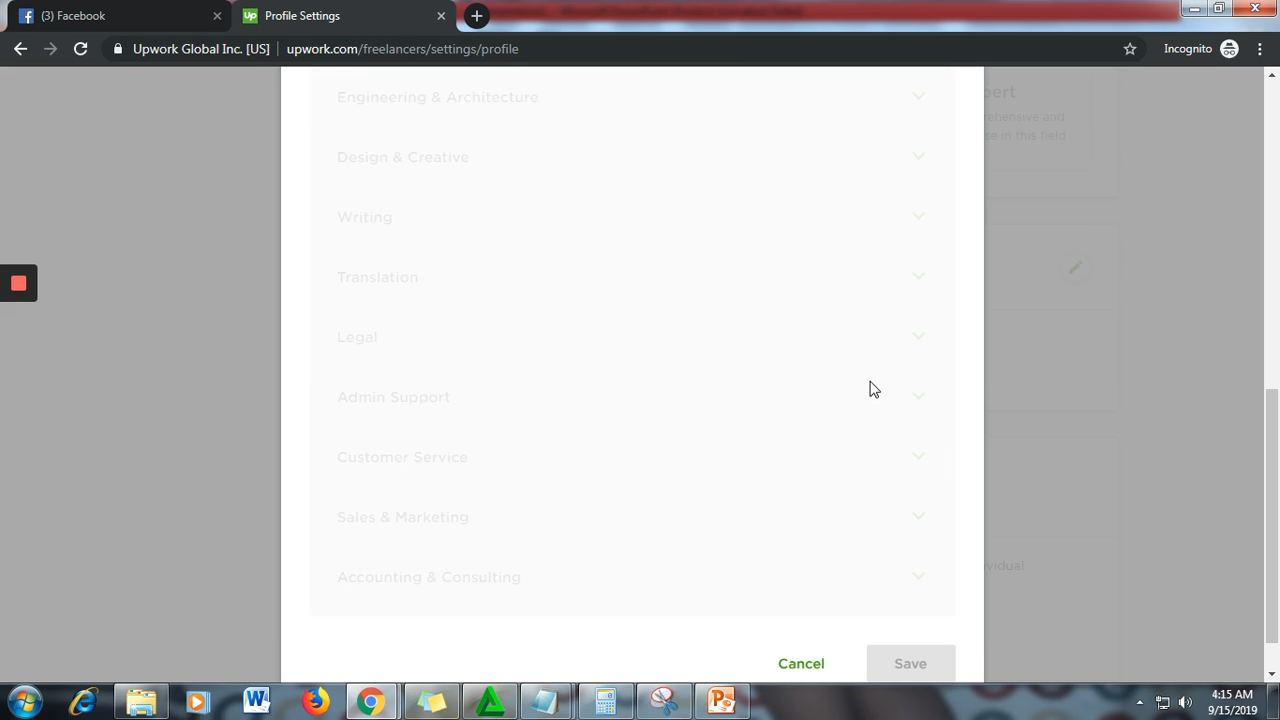 (3) Facebook
Profile Settings
Upwork Global Inc. [US]
upwork.com/freelancers/settings/profile
Incognito
Engineering & Architecture
Design & Creative
Writing
Translation
Legal
Admin Support
Customer Service
Sales & Marketing
Accounting & Consulting
Cancel
Save
4:15 AM
9/15/2019